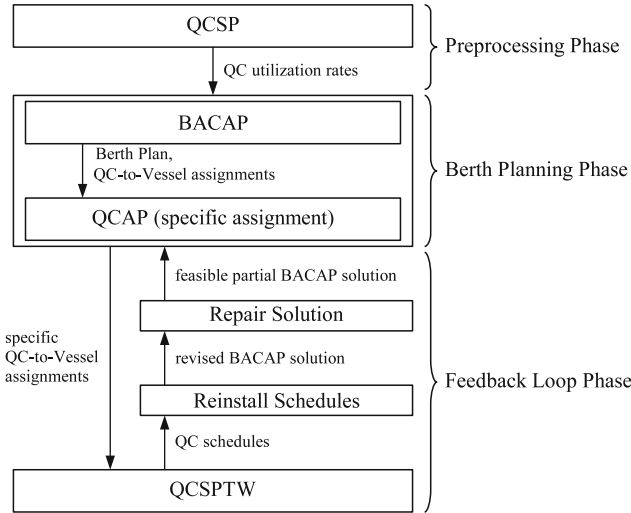 QCSP
Preprocessing Phase
QC utilization rates
BACAP
Berth Plan,
QC-to-Vessel assignments
Berth Planning Phase
QCAP (specific assignment)
feasible partial BACAP solution
Repair Solution
specific
QC-to-Vessel
assignments
revised BACAP solution
Reinstall Schedules
Feedback Loop Phase
QC schedules
QCSPTW